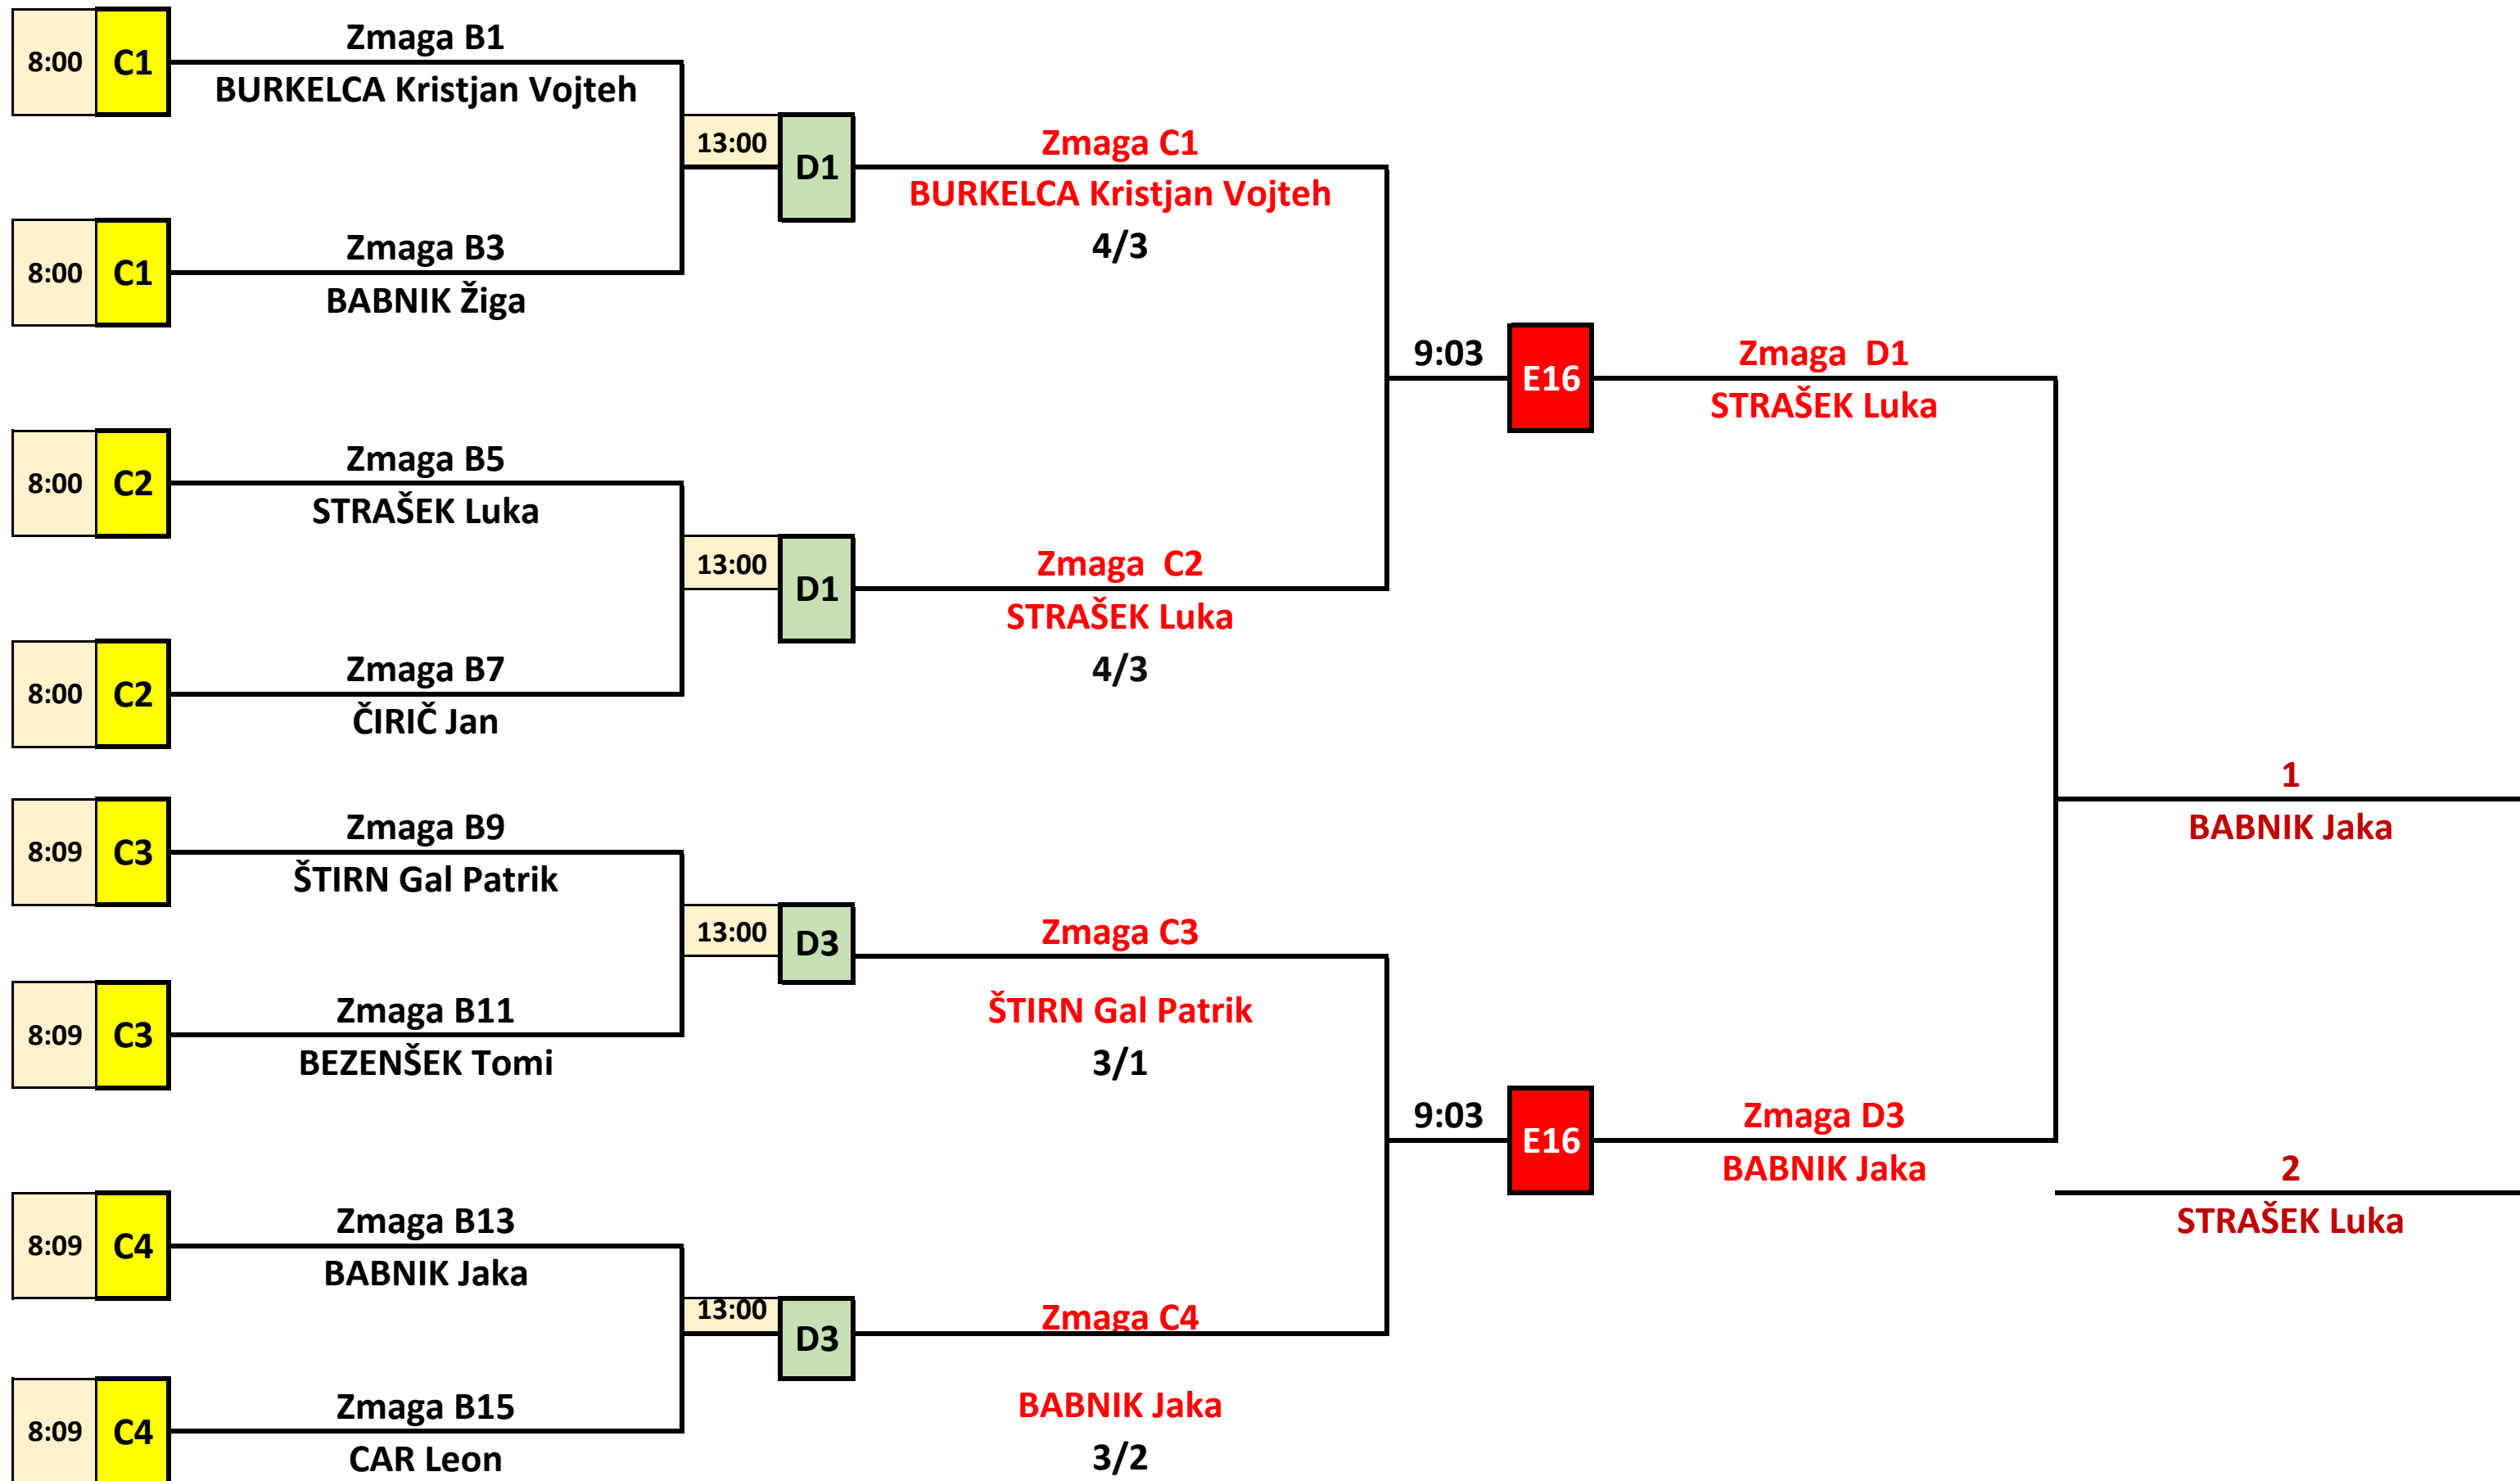 8:00 C1 Zmaga B1
BURKELCA Kristjan Vojteh
13:00 D1 Zmaga C1
BURKELCA Kristjan Vojteh
4/3
8:00 C1 Zmaga B3
BABNIK Žiga
9:03 E16 Zmaga D1
STRAŠEK Luka
8:00 C2 Zmaga B5
STRAŠEK Luka
13:00 D1 Zmaga C2
STRAŠEK Luka
4/3
8:00 C2 Zmaga B7
ČIRIČ Jan
1
BABNIK Jaka
8:09 C3 Zmaga B9
ŠTIRN Gal Patrik
13:00 D3 Zmaga C3
ŠTIRN Gal Patrik
3/1
8:09 C3 Zmaga B11
BEZENŠEK Tomi
9:03 E16 Zmaga D3
BABNIK Jaka
2
STRAŠEK Luka
8:09 C4 Zmaga B13
BABNIK Jaka
13:00 D3 Zmaga C4
BABNIK Jaka
3/2
8:09 C4 Zmaga B15
CAR Leon